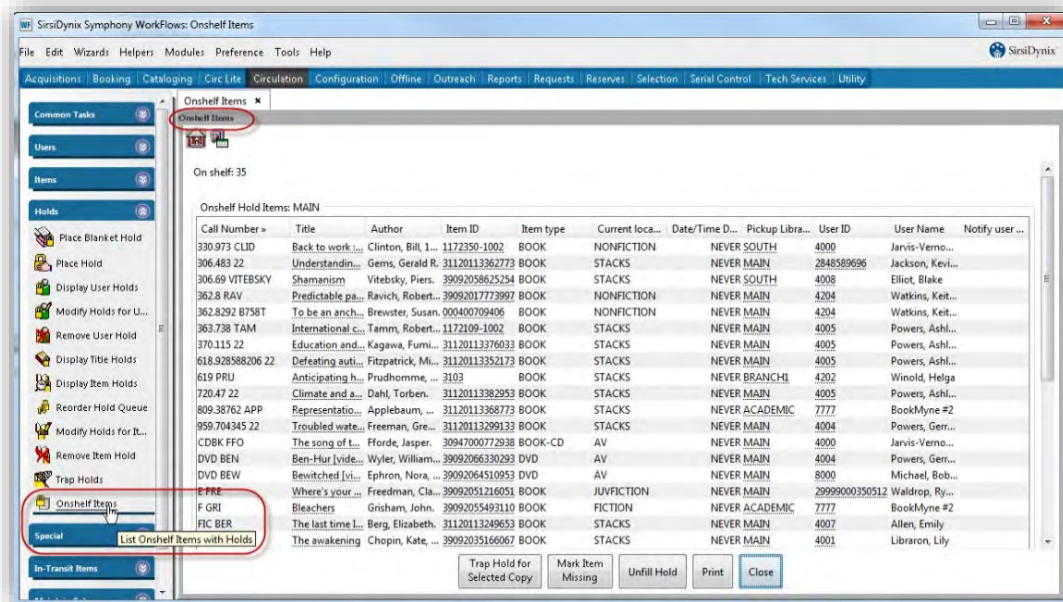 WF SirsiDynix Symphony WorkFlows: Onshelf Items
File Edit Wizards Helpers Modules Preference Tools Help
SirsiDynix
Acquisitions Booking Cataloging Circ Lite Circulation Configuration Offline Outreach Reports Requests Reserves Selection Serial Control Tech Services Utility
Common Tasks
Users
Items
Holds
Place Blanket Hold
Place Hold
Display User Holds
Modify Holds for U...
Remove User Hold
Display Title Holds
Display Item Holds
Reorder Hold Queue
Modify Holds for It...
Remove Item Hold
Trap Holds
Onshelf Items
Special
List Onshelf Items with Holds
In-Transit Items
Onshelf Items
Onshelf Items
On shelf: 35
Onshelf Hold Items: MAIN
Call Number » Title Author Item ID Item type Current loca... Date/Time D... Pickup Libra... User ID User Name Notify user ...
330.973 CLID Back to work :... Clinton, Bill, 1... 1172350-1002 BOOK NONFICTION NEVER SOUTH 4000 Jarvis-Verno...
306.483 22 Understandin... Gems, Gerald R. 31120113362773 BOOK STACKS NEVER MAIN 2848589696 Jackson, Kevi...
306.69 VITEBSKY Shamanism Vitebsky, Piers. 39092058625254 BOOK STACKS NEVER SOUTH 4008 Elliot, Blake
362.8 RAV Predictable pa... Ravich, Robert... 39092017773997 BOOK NONFICTION NEVER MAIN 4204 Watkins, Keit...
362.8292 B758T To be an anch... Brewster, Susan. 000400709406 BOOK NONFICTION NEVER MAIN 4204 Watkins, Keit...
363.738 TAM International c... Tamm, Robert... 1172109-1002 BOOK STACKS NEVER MAIN 4005 Powers, Ashl...
370.115 22 Education and... Kagawa, Fumi... 31120113376033 BOOK STACKS NEVER MAIN 4005 Powers, Ashl...
618.928588206 22 Defeating auti... Fitzpatrick, Mi... 31120113352173 BOOK STACKS NEVER MAIN 4005 Powers, Ashl...
619 PRU Anticipating h... Prudhomme, ... 3103 BOOK STACKS NEVER BRANCH1 4202 Winold, Helga
720.47 22 Climate and a... Dahl, Torben. 31120113382953 BOOK STACKS NEVER MAIN 4005 Powers, Ashl...
809.38762 APP Representatio... Applebaum, ... 31120113368773 BOOK STACKS NEVER ACADEMIC 7777 BookMyne #2
959.704345 22 Troubled wate... Freeman, Gre... 31120113299133 BOOK STACKS NEVER MAIN 4004 Powers, Gerr...
CDBK FFO The song of t... Fforde, Jasper. 30947000772938 BOOK-CD AV NEVER MAIN 4000 Jarvis-Verno...
DVD BEN Ben-Hur [vide... Wyler, William... 39092066330293 DVD AV NEVER MAIN 4004 Powers, Gerr...
DVD BEW Bewitched [vi... Ephron, Nora, ... 39092064510953 DVD AV NEVER MAIN 8000 Michael, Bob...
E FRE Where's your ... Freedman, Cla... 39092051216051 BOOK JUVFICTION NEVER MAIN 29999000350512 Waldrop, Ry...
F GRI Bleachers Grisham, John. 39092055493110 BOOK FICTION NEVER ACADEMIC 7777 BookMyne #2
FIC BER The last time I... Berg, Elizabeth. 31120113249653 BOOK STACKS NEVER MAIN 4007 Allen, Emily
The awakening Chopin, Kate, ... 39092035166067 BOOK STACKS NEVER MAIN 4001 Libraron, Lily
Trap Hold for Selected Copy
Mark Item Missing
Unfill Hold
Print
Close